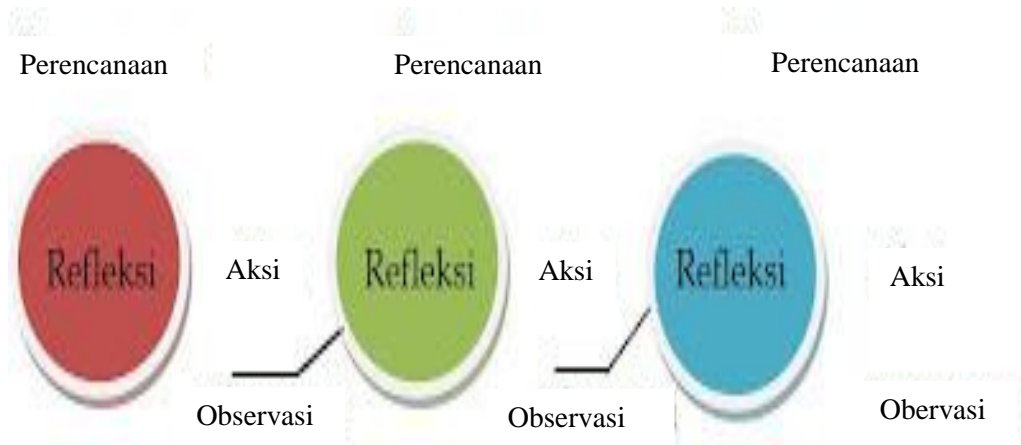 Perencanaan
Perencanaan
Perencanaan
Refleksi
Aksi
Refleksi
Aksi
Refleksi
Aksi
Observasi
Observasi
Obervasi